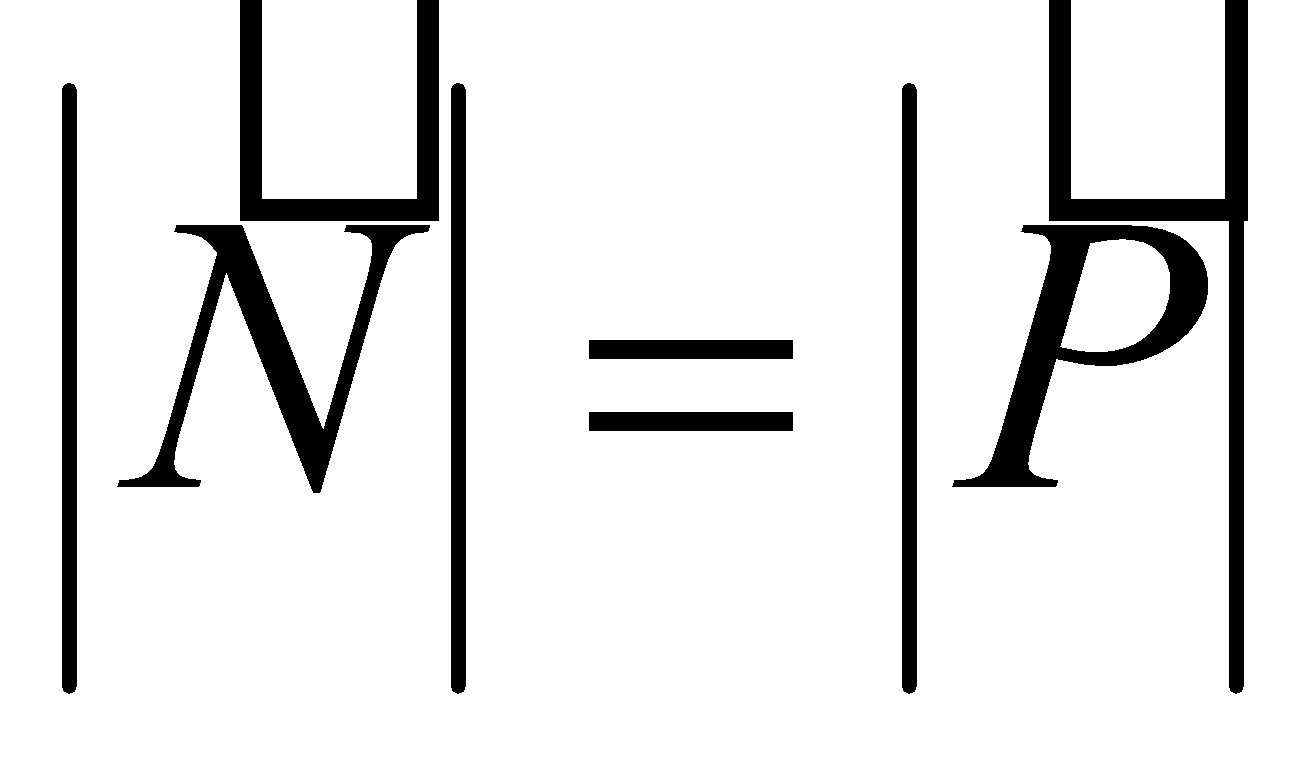 |N| = |P|